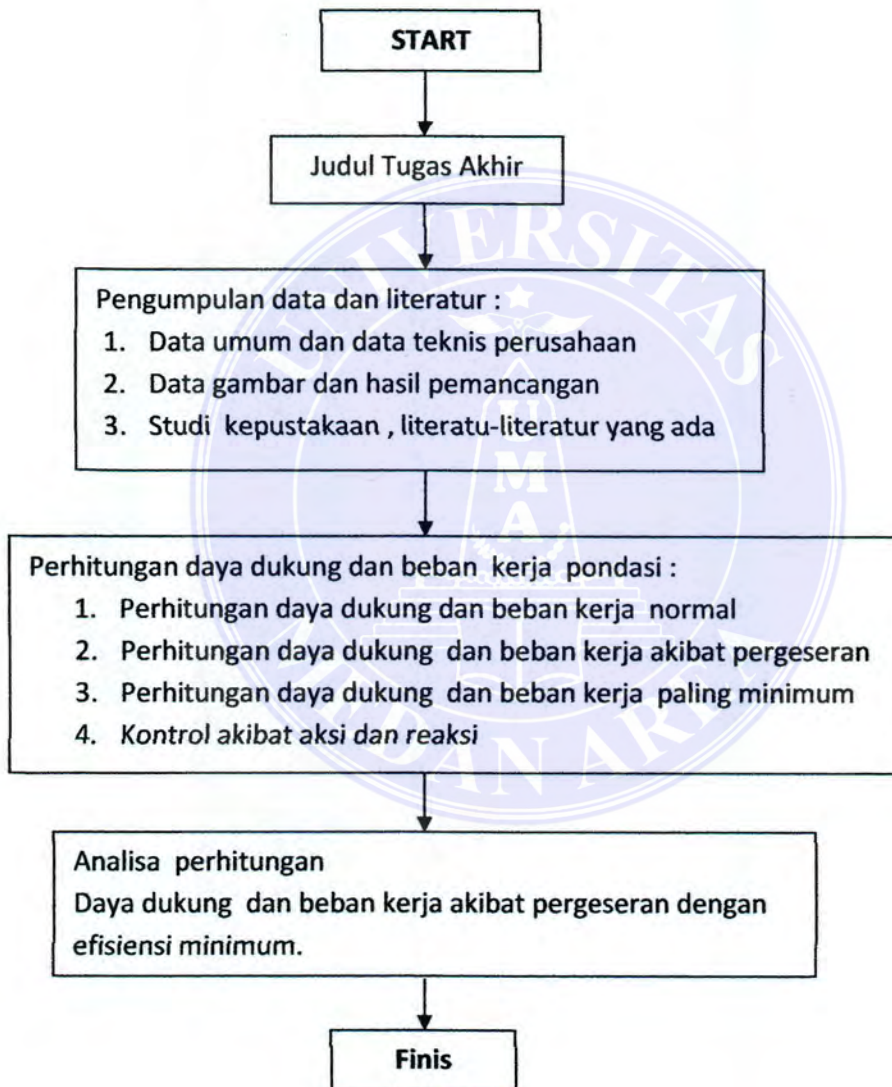 START
Judul Tugas Akhir
Pengumpulan data dan literatur :
1. Data umum dan data teknis perusahaan
2. Data gambar dan hasil pemancangan
3. Studi kepustakaan , literatu-literatur yang ada
Perhitungan daya dukung dan beban kerja pondasi :
1. Perhitungan daya dukung dan beban kerja normal
2. Perhitungan daya dukung dan beban kerja akibat pergeseran
3. Perhitungan daya dukung dan beban kerja paling minimum
4. Kontrol akibat aksi dan reaksi
Analisa perhitungan
Daya dukung dan beban kerja akibat pergeseran dengan
efisiensi minimum.
Finis
UNIVERSITAS
UMA
MEDAN AREA